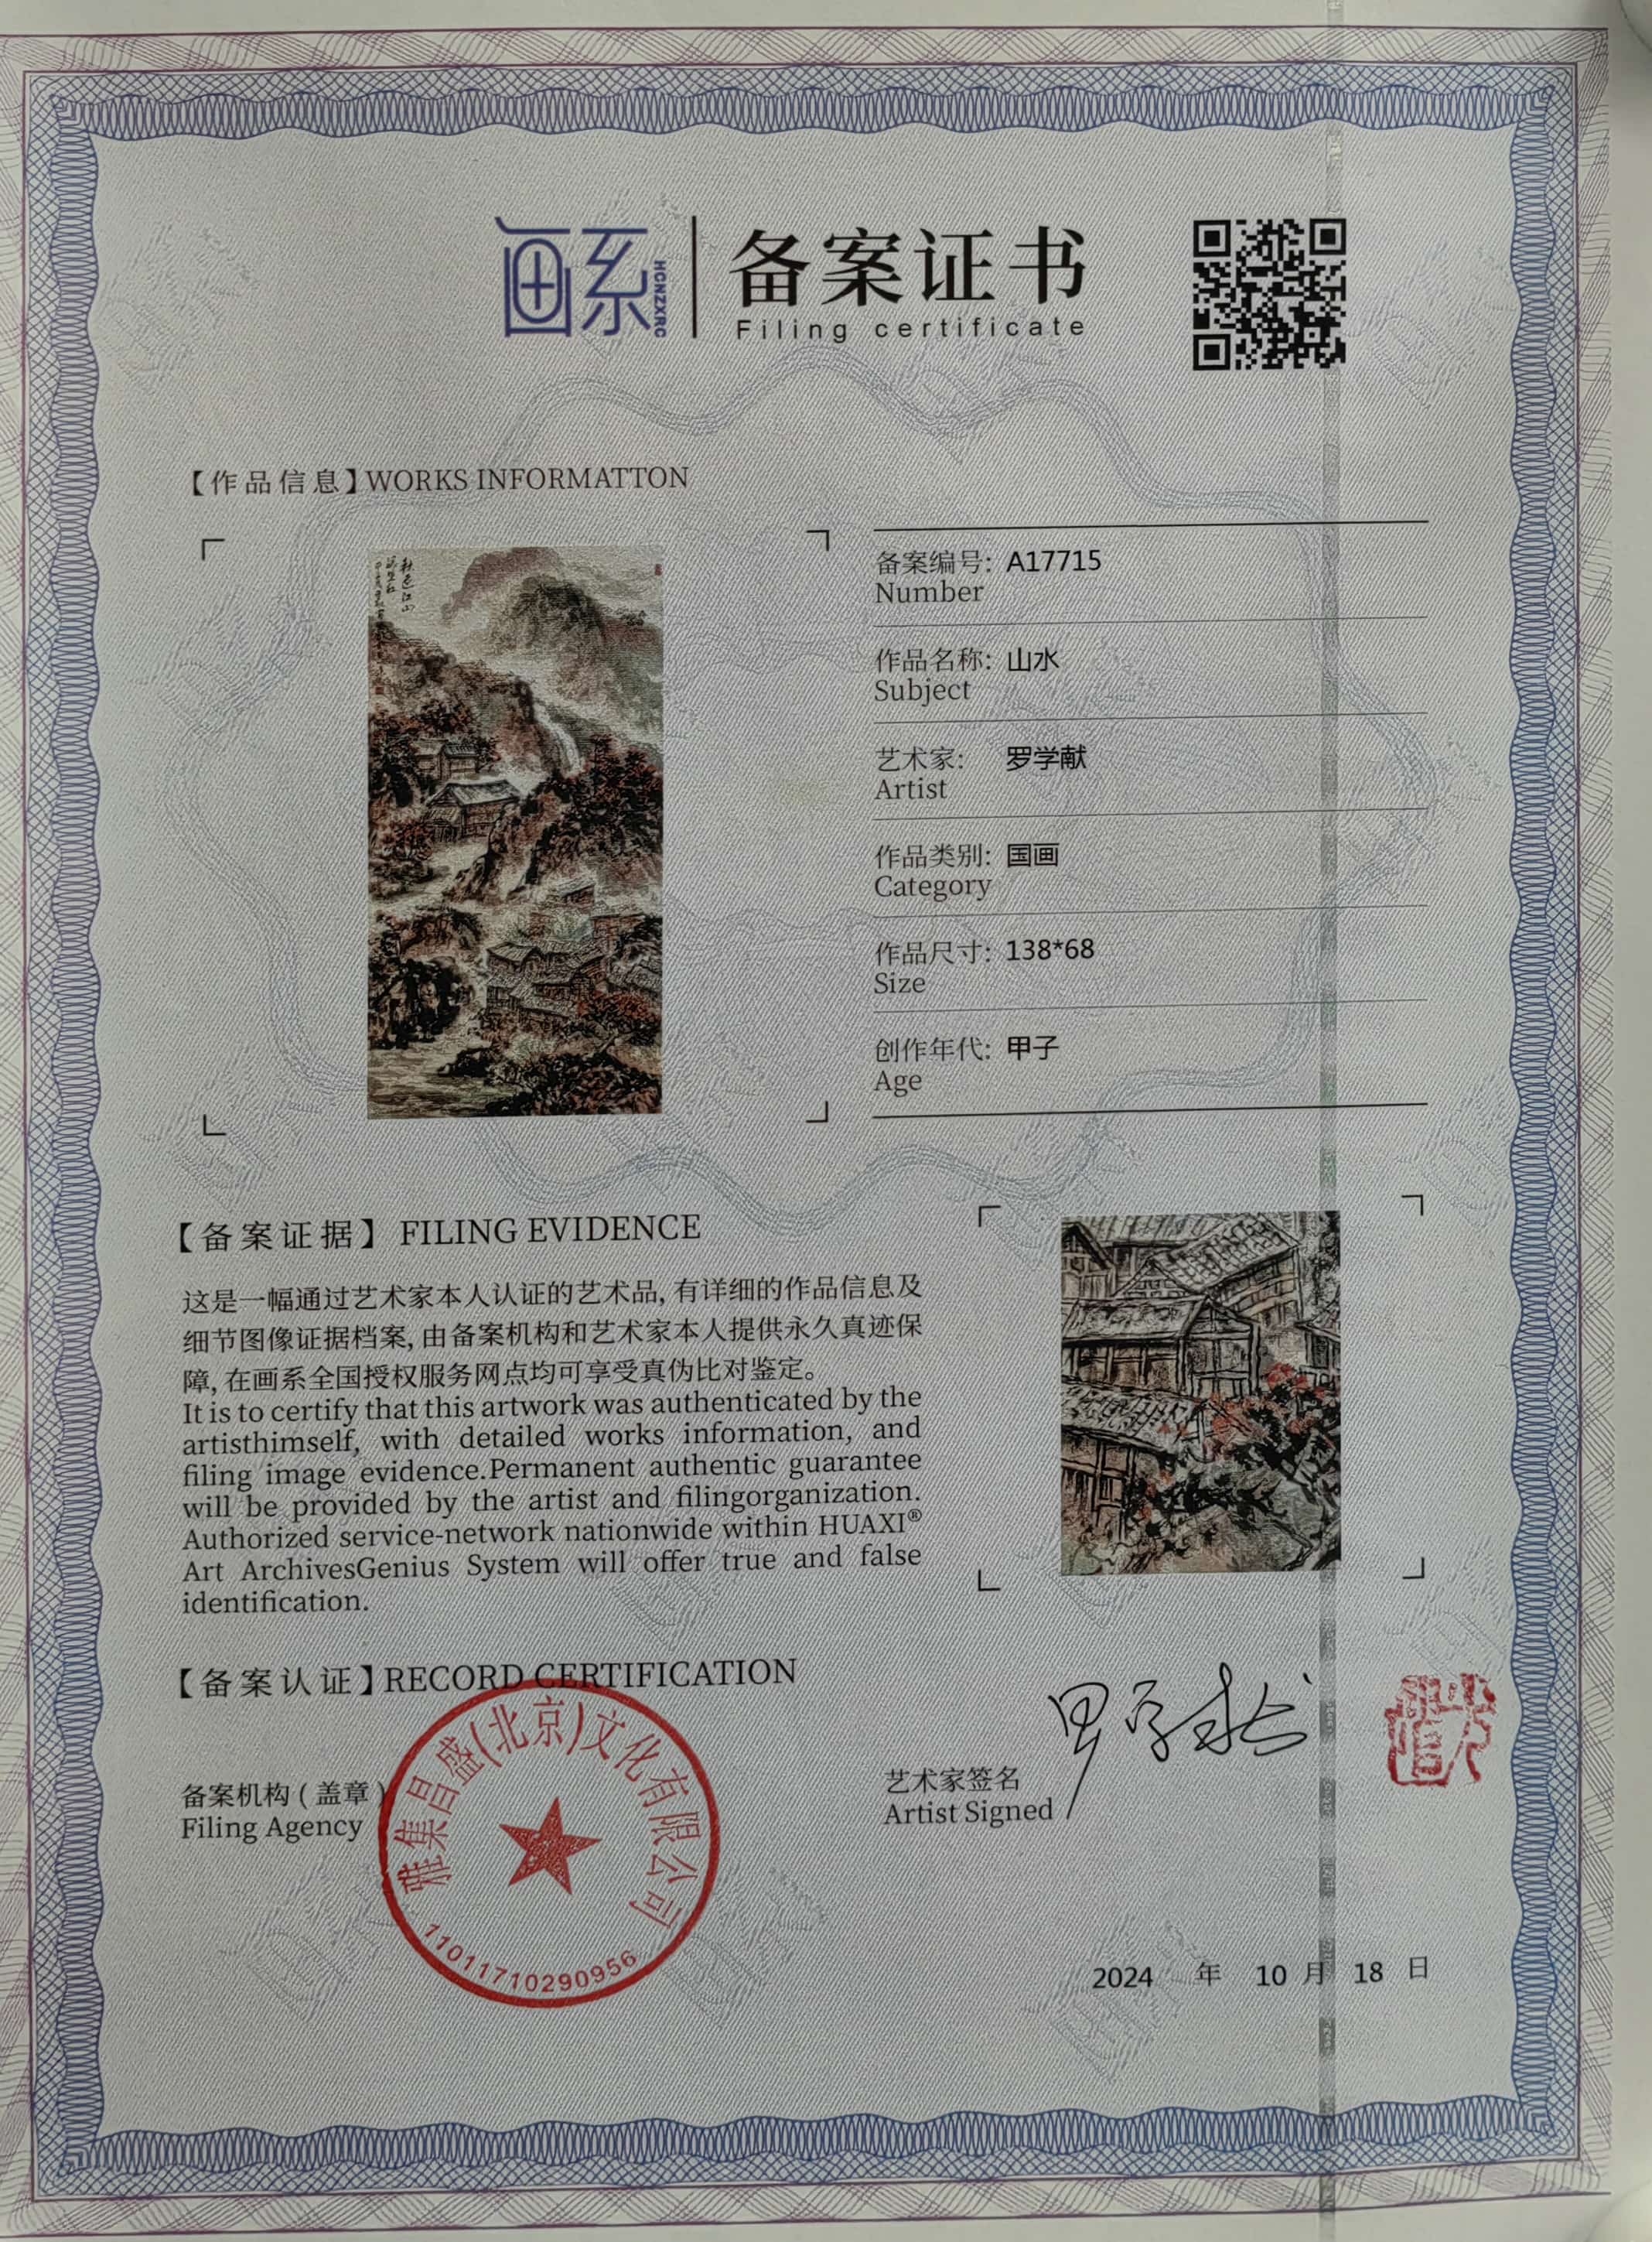 画系
HCNZXRC
备案证书
Filing certificate
【作品信息】WORKS INFORMATTON
秋色江山
备案编号: A17715
Number
作品名称: 山水
Subject
艺术家: 罗学献
Artist
作品类别: 国画
Category
作品尺寸: 138*68
Size
创作年代: 甲子
Age
【备案证据】 FILING EVIDENCE
这是一幅通过艺术家本人认证的艺术品, 有详细的作品信息及
细节图像证据档案, 由备案机构和艺术家本人提供永久真迹保
障, 在画系全国授权服务网点均可享受真伪比对鉴定。
It is to certify that this artwork was authenticated by the
artisthimself, with detailed works information, and
filing image evidence.Permanent authentic guarantee
will be provided by the artist and filingorganization.
Authorized service-network nationwide within HUAXI®
Art ArchivesGenius System will offer true and false
identification.
【备案认证】RECORD CERTIFICATION
备案机构 ( 盖章 )
Filing Agency
雅集昌盛(北京)文化有限公司
11011710290956
艺术家签名
Artist Signed
2024 年 10 月 18 日